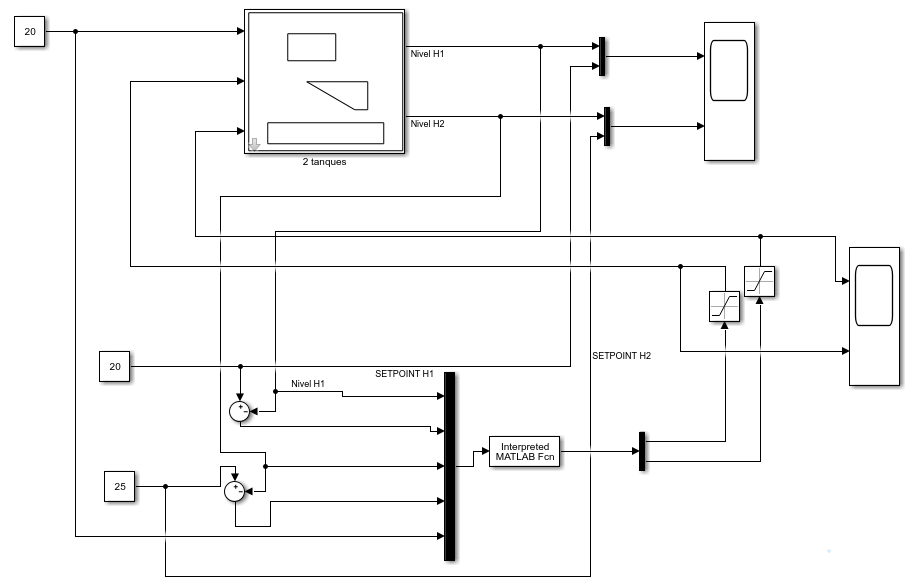 20
Nivel H1
Nivel H2
2 tanques
20
SETPOINT H2
SETPOINT H1
Nivel H1
Interpreted
MATLAB Fcn
25